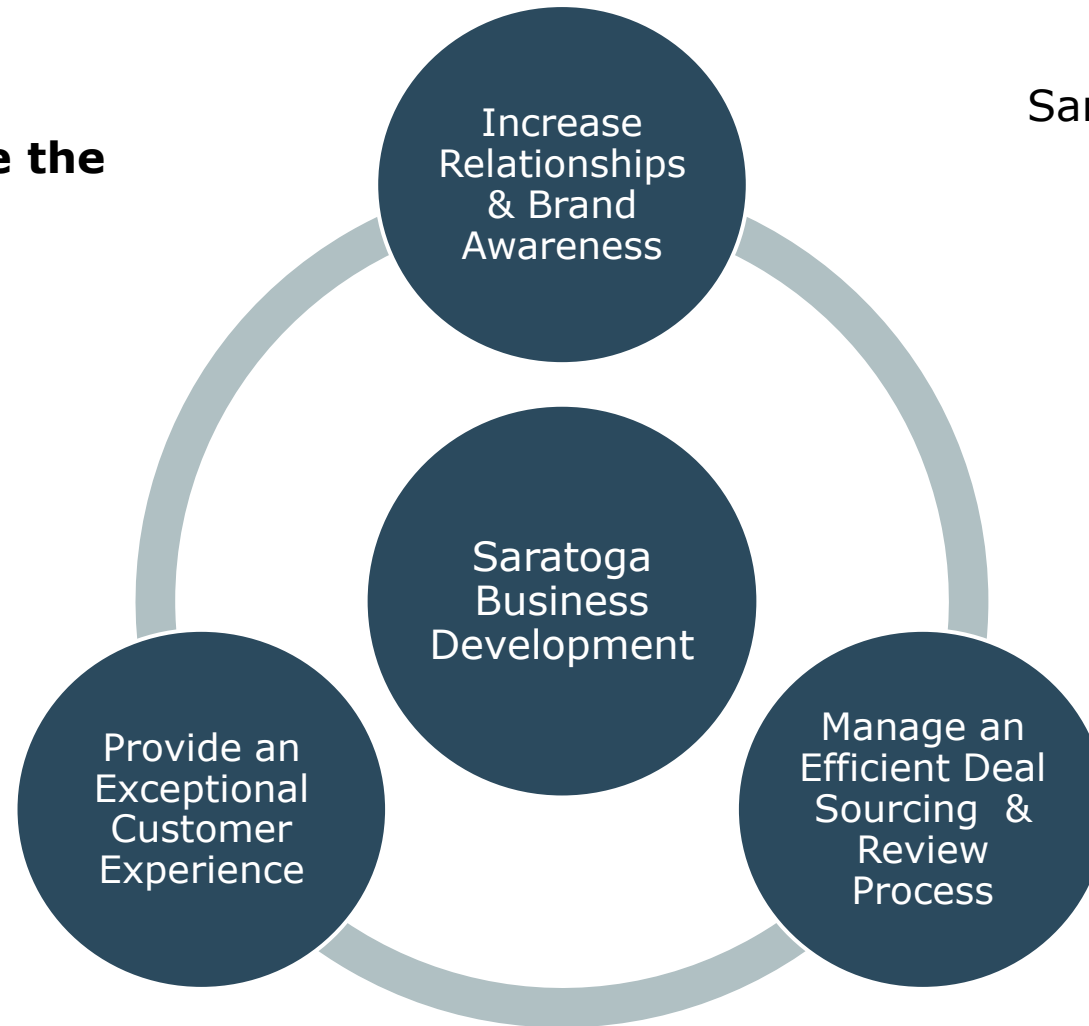 Increase
Relationships
& Brand
Awareness
e the
Saratoga
Business
Development
Provide an
Exceptional
Customer
Experience
Manage an
Efficient Deal
Sourcing &
Review
Process